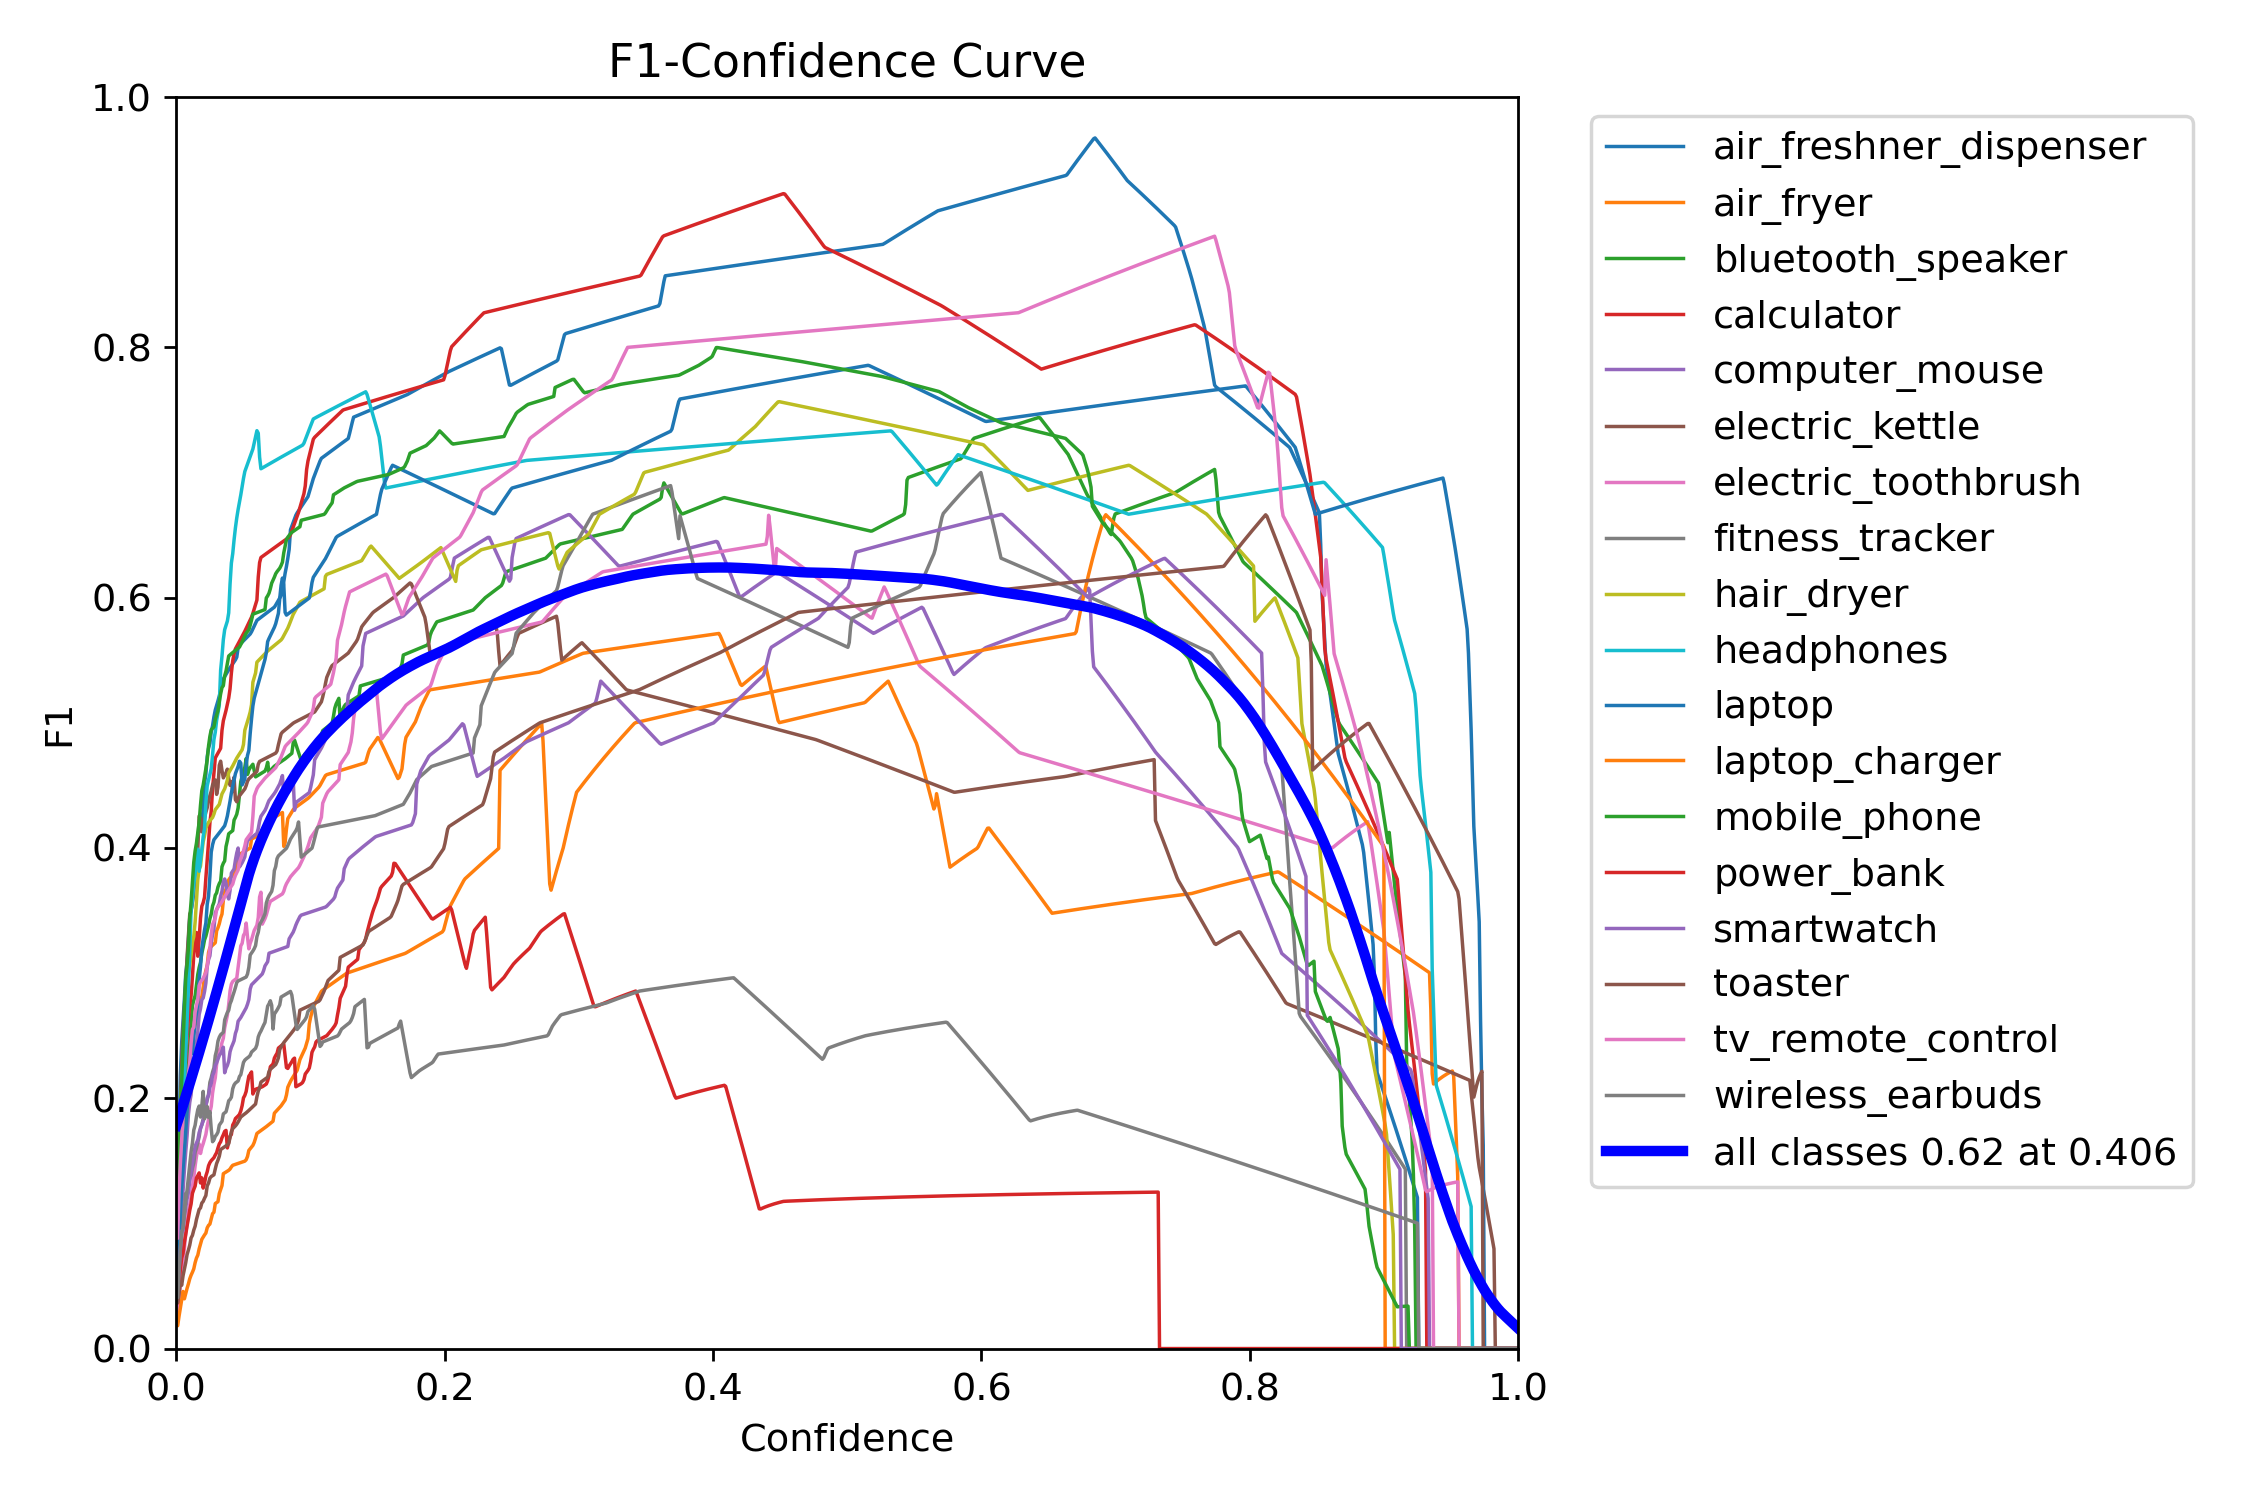 F1-Confidence Curve
1.0
0.8
0.6
0.4
0.2
0.0
F1
0.0 0.2 0.4 0.6 0.8 1.0
Confidence
air_freshner_dispenser
air_fryer
bluetooth_speaker
calculator
computer_mouse
electric_kettle
electric_toothbrush
fitness_tracker
hair_dryer
headphones
laptop
laptop_charger
mobile_phone
power_bank
smartwatch
toaster
tv_remote_control
wireless_earbuds
all classes 0.62 at 0.406